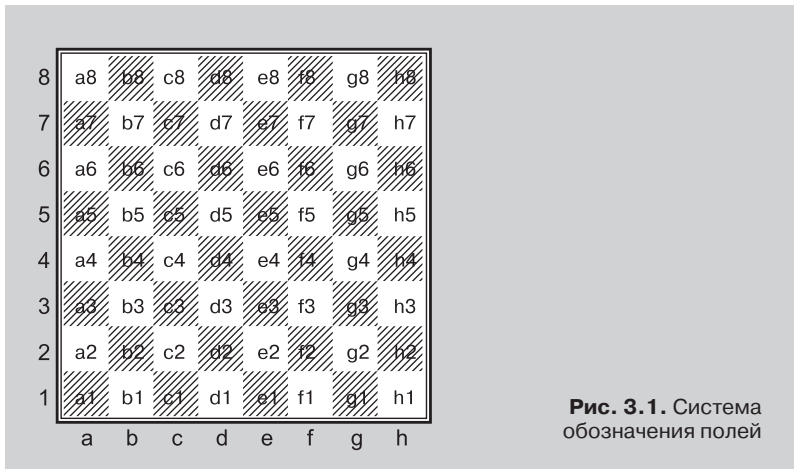 8 a8 b8 c8 d8 e8 f8 g8 h8
7 a7 b7 c7 d7 e7 f7 g7 h7
6 a6 b6 c6 d6 e6 f6 g6 h6
5 a5 b5 c5 d5 e5 f5 g5 h5
4 a4 b4 c4 d4 e4 f4 g4 h4
3 a3 b3 c3 d3 e3 f3 g3 h3
2 a2 b2 c2 d2 e2 f2 g2 h2
1 a1 b1 c1 d1 e1 f1 g1 h1
a b c d e f g h
Рис. 3.1. Система
обозначения полей